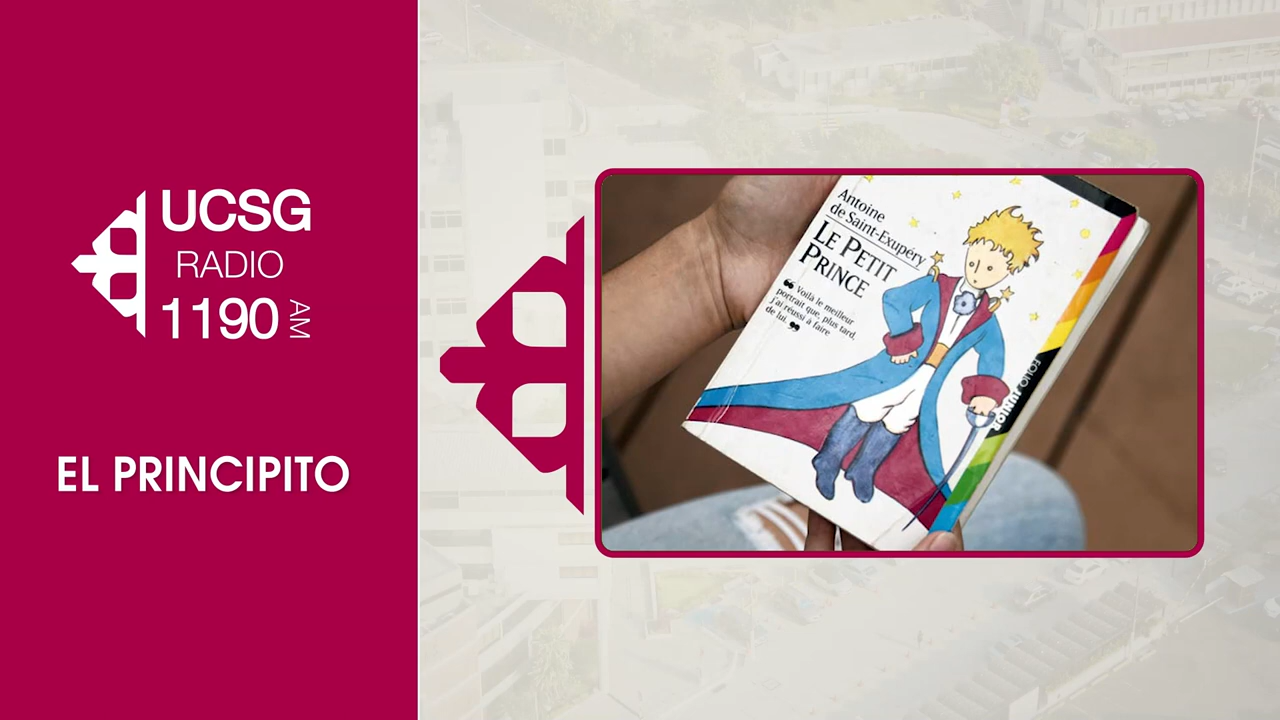 UCSG
RADIO
1190 AM
EL PRINCIPITO
Antoine
de Saint-Exupéry
LE PETIT
PRINCE
❝ Voilà le meilleur
portrait que, plus tard,
j'ai réussi à faire
de lui. ❞
FOLIO JUNIOR